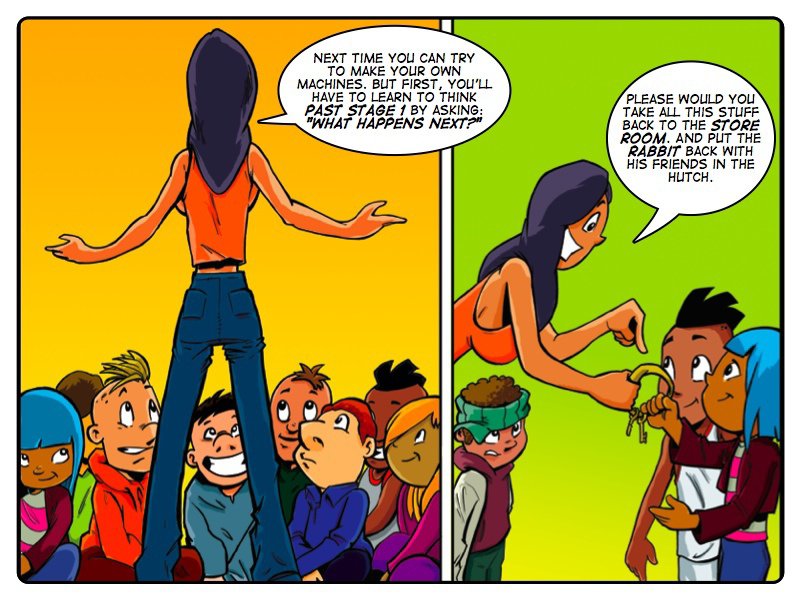 NEXT TIME YOU CAN TRY
TO MAKE YOUR OWN
MACHINES. BUT FIRST, YOU'LL
HAVE TO LEARN TO THINK
PAST STAGE 1 BY ASKING:
"WHAT HAPPENS NEXT?"
PLEASE WOULD YOU
TAKE ALL THIS STUFF
BACK TO THE STORE
ROOM. AND PUT THE
RABBIT BACK WITH
HIS FRIENDS IN THE
HUTCH.